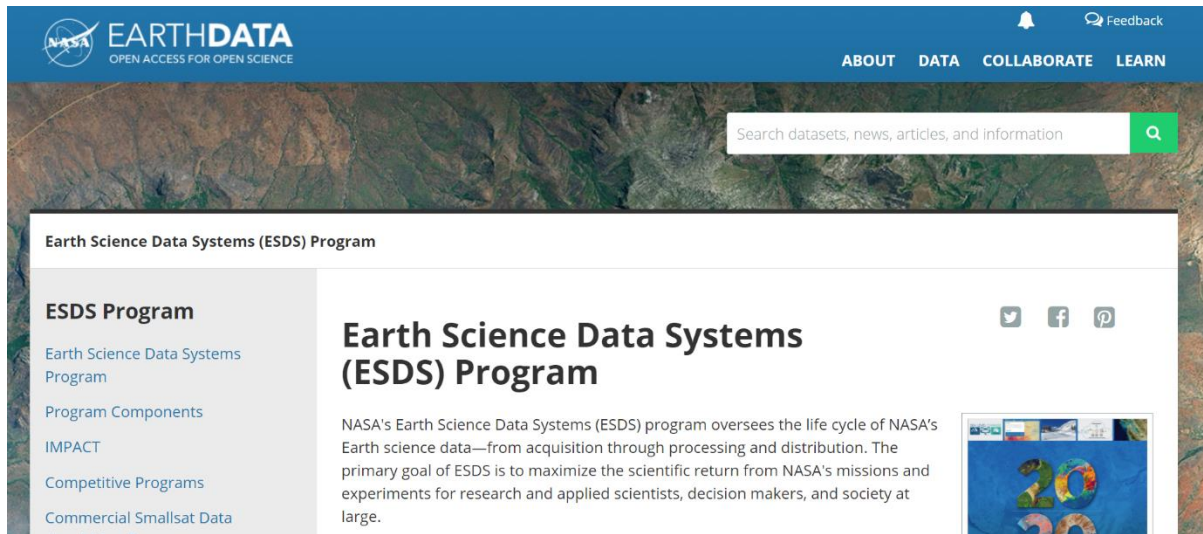 NASA
EARTHDATA
OPEN ACCESS FOR OPEN SCIENCE
Feedback
ABOUT DATA COLLABORATE LEARN
Search datasets, news, articles, and information
Earth Science Data Systems (ESDS) Program
ESDS Program
Earth Science Data Systems
Program
Program Components
IMPACT
Competitive Programs
Commercial Smallsat Data
Earth Science Data Systems
(ESDS) Program
NASA's Earth Science Data Systems (ESDS) program oversees the life cycle of NASA’s
Earth science data—from acquisition through processing and distribution. The
primary goal of ESDS is to maximize the scientific return from NASA's missions and
experiments for research and applied scientists, decision makers, and society at
large.
20
20